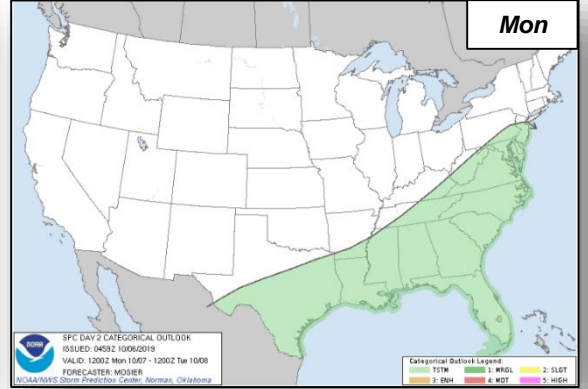 Mon
NOAA
SPC DAY 2 CATEGORICAL OUTLOOK
ISSUED: 0459Z 10/06/2019
VALID: 1200Z Mon 10/07 - 1200Z Tue 10/08
FORECASTER: MOSIER
NOAA/NWS Storm Prediction Center, Norman, Oklahoma
Categorical Outlook Legend:
TSTM 1: MRGL 2: SLGT
3: ENH 4: MDT 5: HIGH